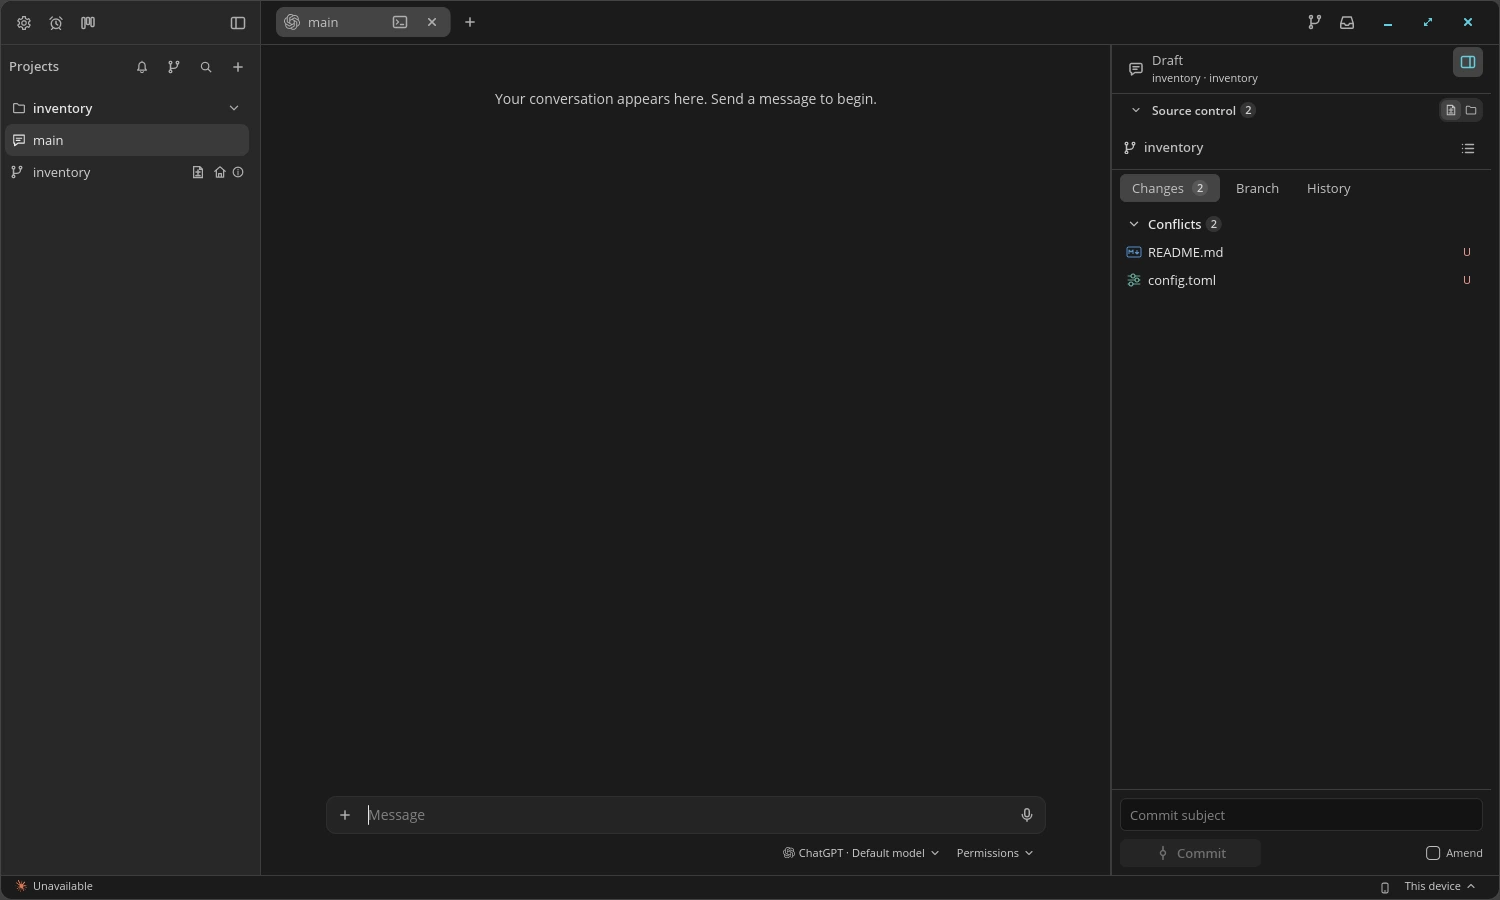 main
Projects
inventory
main
inventory
Your conversation appears here. Send a message to begin.
Message
ChatGPT · Default model
Permissions
Draft
inventory · inventory
Source control 2
inventory
Changes 2
Branch
History
Conflicts 2
README.md U
config.toml U
Commit subject
Commit
Amend
Unavailable
This device